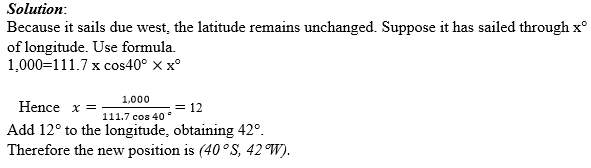 Solution:
Because it sails due west, the latitude remains unchanged. Suppose it has sailed through x°
of longitude. Use formula.
1,000=111.7 x cos40° × x°
Hence x = 1,000 / 111.7 cos 40 ° = 12
Add 12° to the longitude, obtaining 42°.
Therefore the new position is (40°S, 42°W).